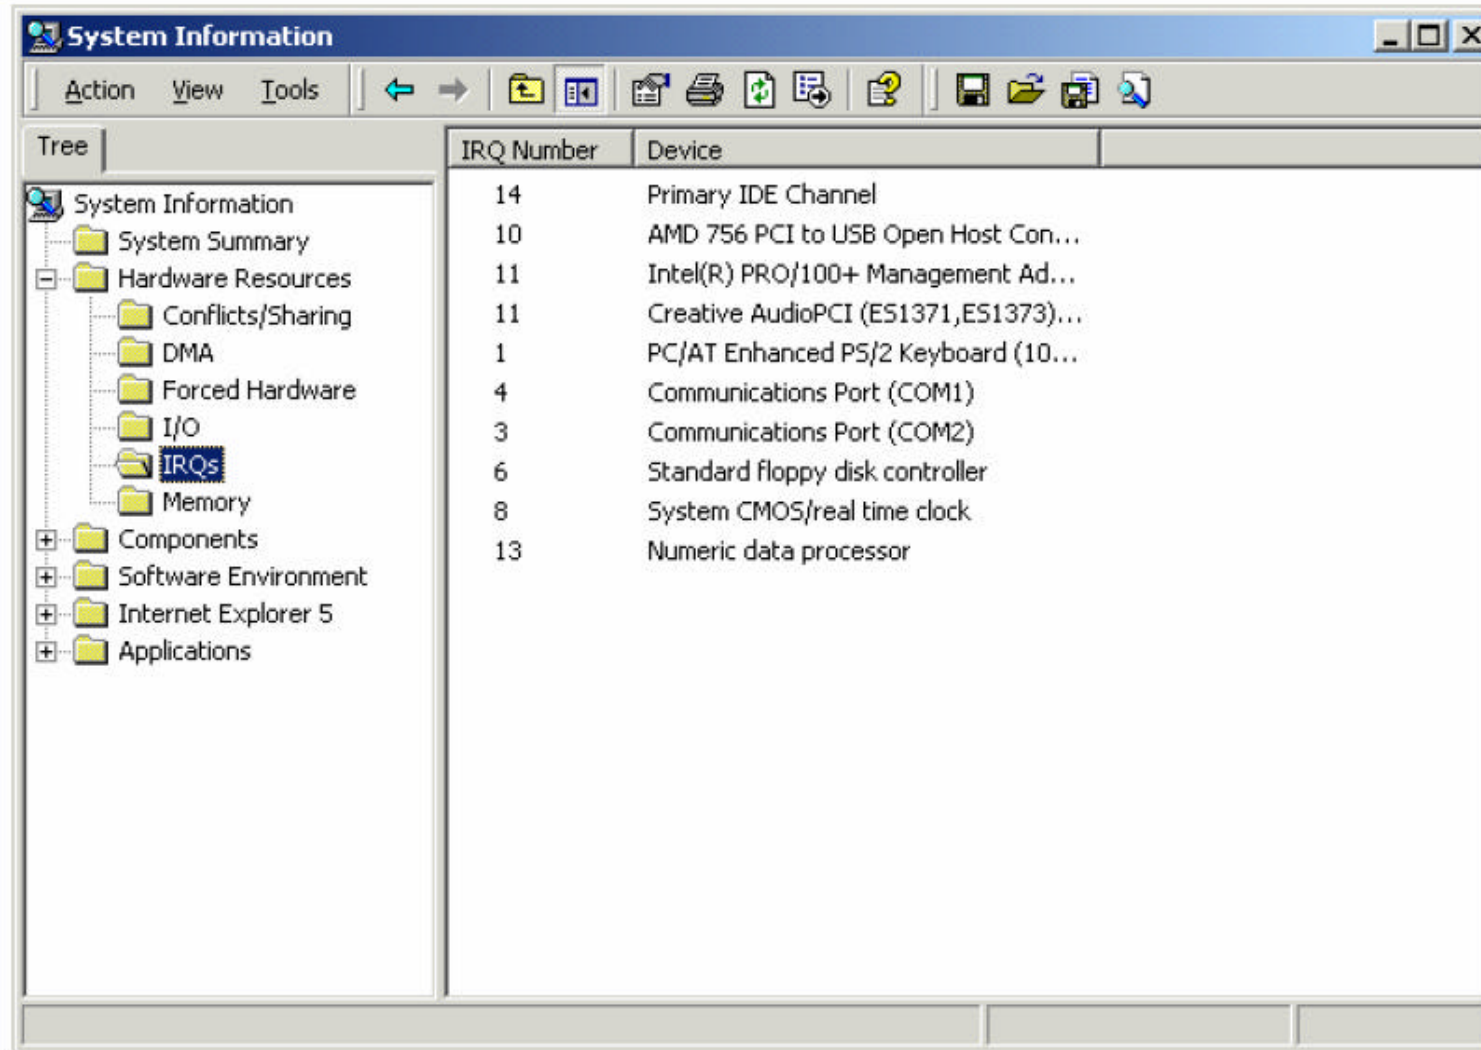 System Information
Action View Tools
Tree
System Information
System Summary
Hardware Resources
Conflicts/Sharing
DMA
Forced Hardware
I/O
IRQs
Memory
Components
Software Environment
Internet Explorer 5
Applications
IRQ Number Device
14 Primary IDE Channel
10 AMD 756 PCI to USB Open Host Con...
11 Intel(R) PRO/100+ Management Ad...
11 Creative AudioPCI (ES1371,ES1373)...
1 PC/AT Enhanced PS/2 Keyboard (10...
4 Communications Port (COM1)
3 Communications Port (COM2)
6 Standard floppy disk controller
8 System CMOS/real time clock
13 Numeric data processor